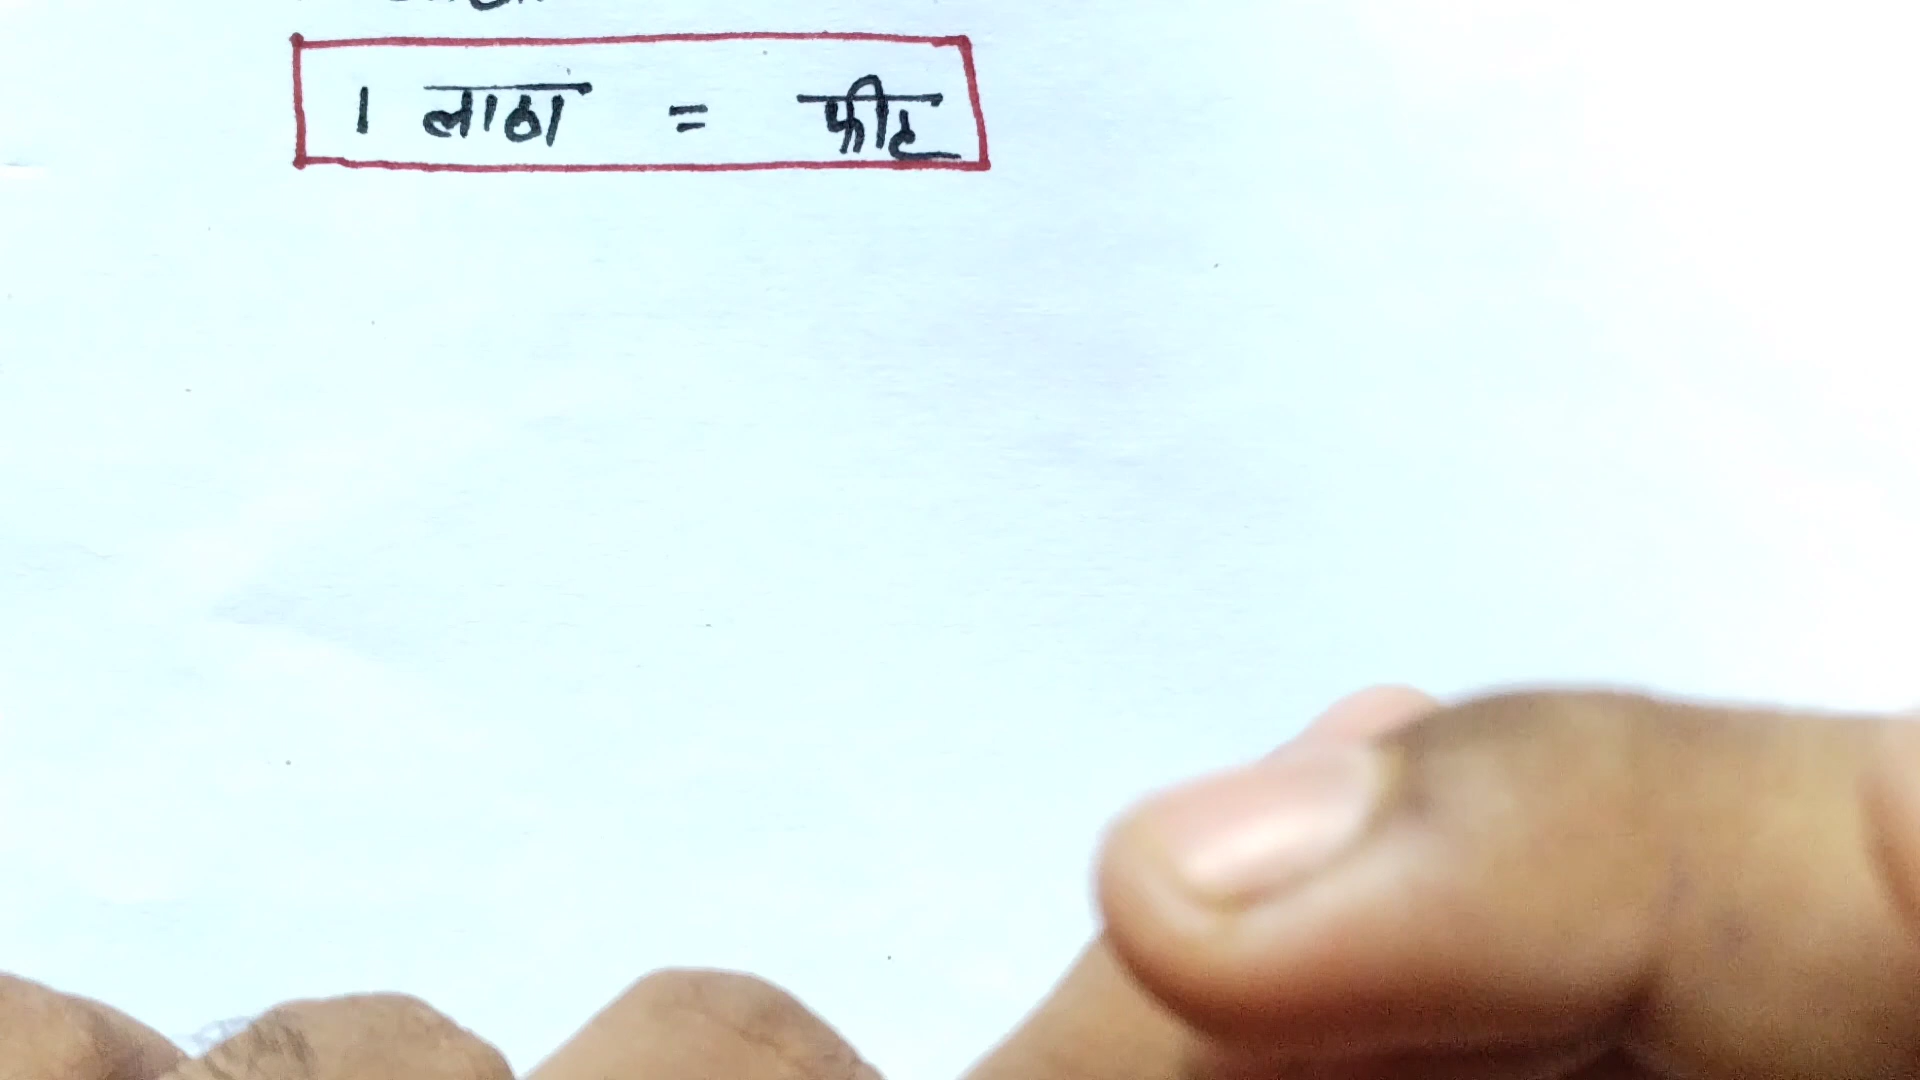 1 लाठा = फीट